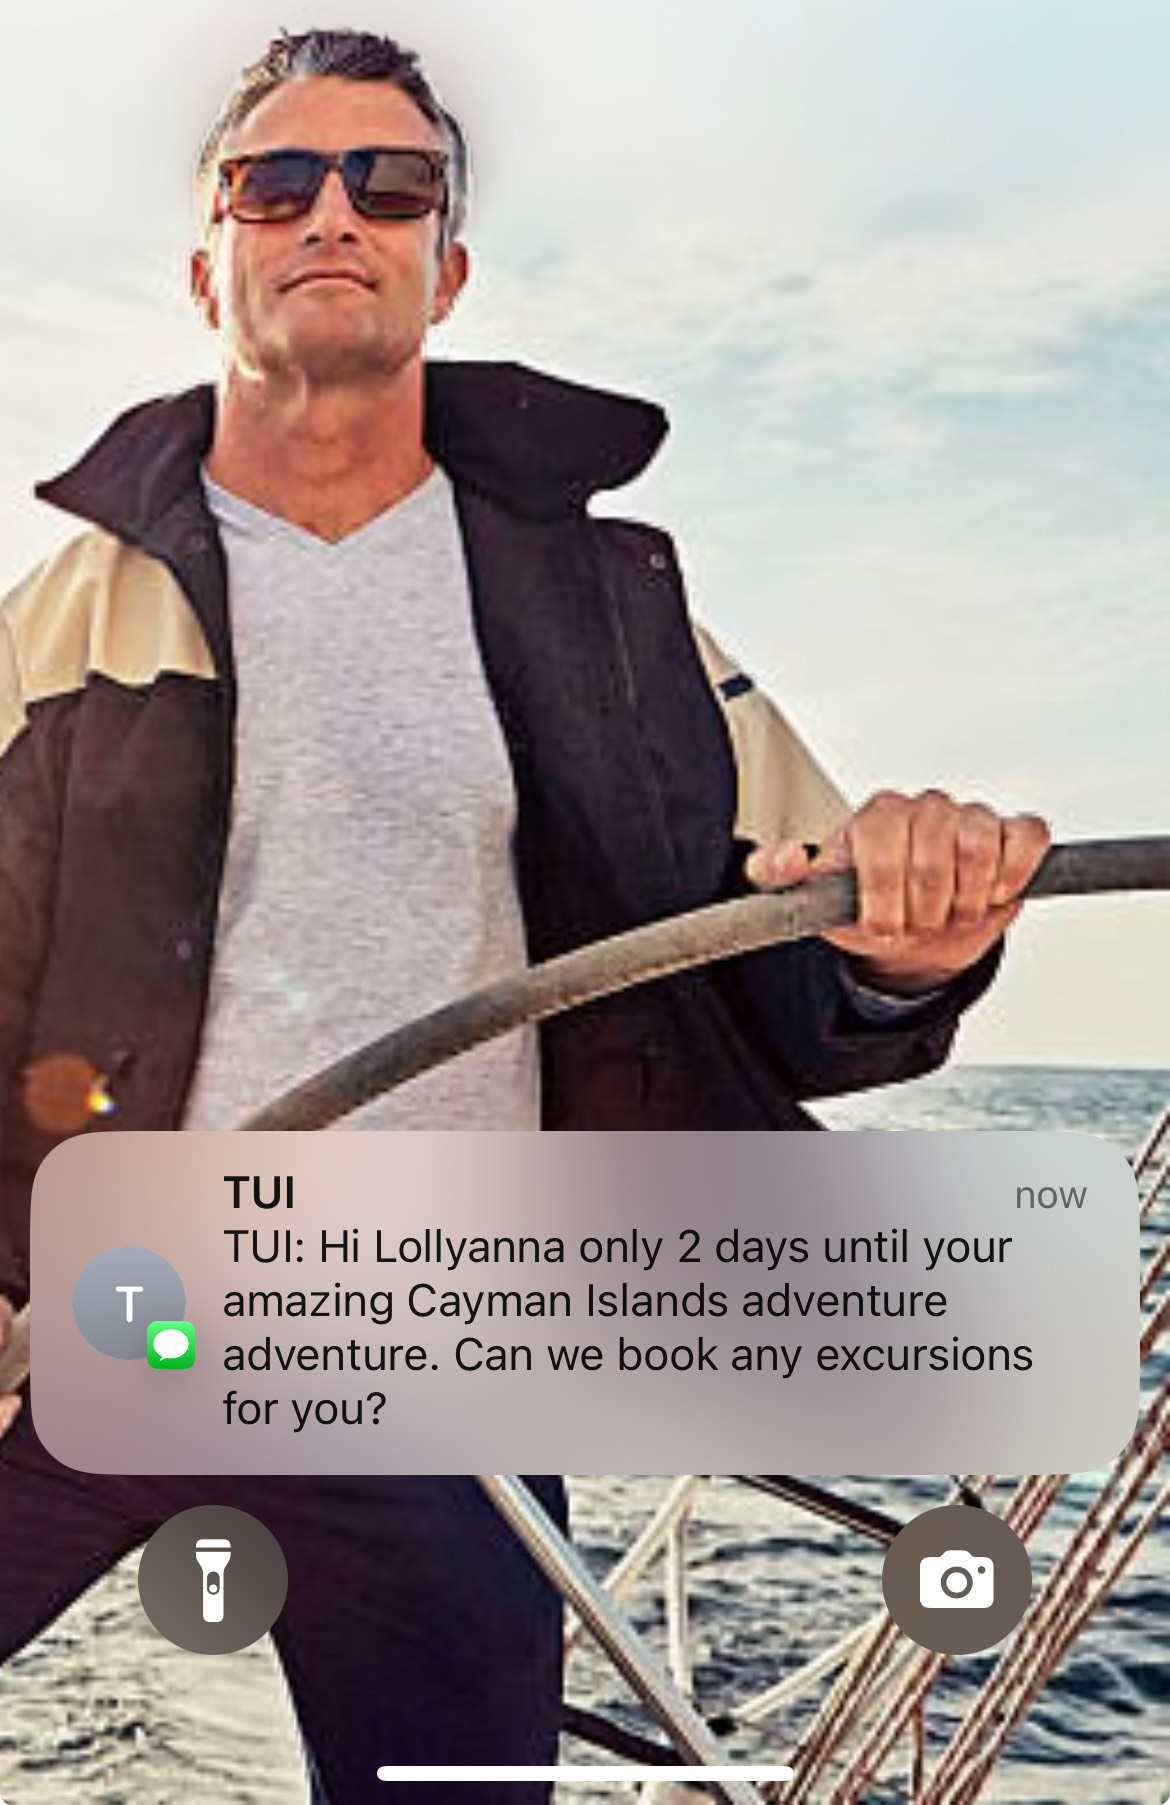 TUI
now
TUI: Hi Lollyanna only 2 days until your
amazing Cayman Islands adventure
adventure. Can we book any excursions
for you?
T